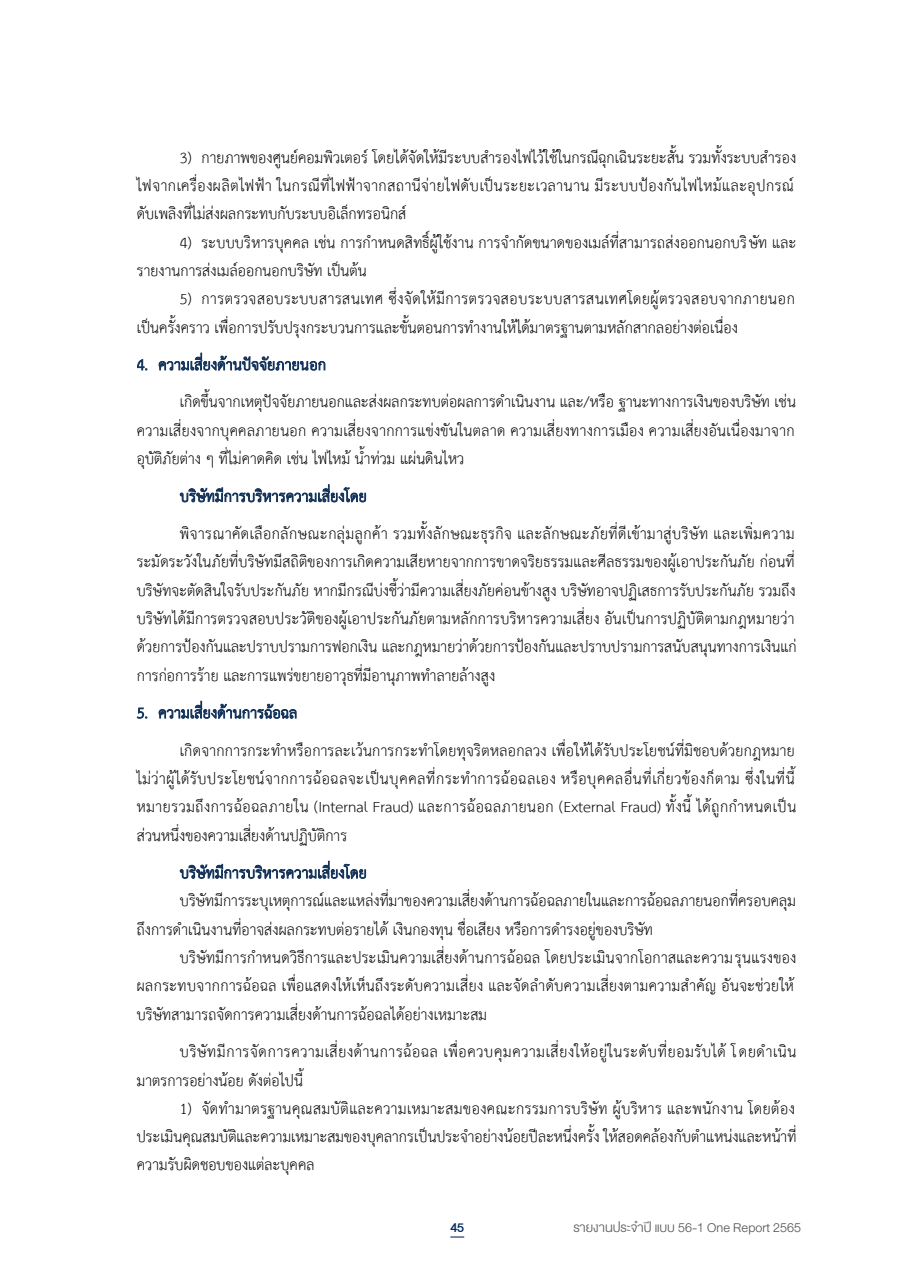 3) กายภาพของศูนย์คอมพิวเตอร์ โดยได้จัดให้มีระบบสำรองไฟไว้ใช้ในกรณีฉุกเฉินระยะสั้น รวมทั้งระบบสำรอง
ไฟจากเครื่องผลิตไฟฟ้า ในกรณีที่ไฟฟ้าจากสถานีจ่ายไฟดับเป็นระยะเวลานาน มีระบบป้องกันไฟไหม้และอุปกรณ์
ดับเพลิงที่ไม่ส่งผลกระทบกับระบบอิเล็กทรอนิกส์
4) ระบบบริหารบุคคล เช่น การกำหนดสิทธิ์ผู้ใช้งาน การจำกัดขนาดของเมล์ที่สามารถส่งออกนอกบริษัท และ
รายงานการส่งเมล์ออกนอกบริษัท เป็นต้น
5) การตรวจสอบระบบสารสนเทศ ซึ่งจัดให้มีการตรวจสอบระบบสารสนเทศโดยผู้ตรวจสอบจากภายนอก
เป็นครั้งคราว เพื่อการปรับปรุงกระบวนการและขั้นตอนการทำงานให้ได้มาตรฐานตามหลักสากลอย่างต่อเนื่อง
4. ความเสี่ยงด้านปัจจัยภายนอก
เกิดขึ้นจากเหตุปัจจัยภายนอกและส่งผลกระทบต่อผลการดำเนินงาน และ/หรือ ฐานะทางการเงินของบริษัท เช่น
ความเสี่ยงจากบุคคลภายนอก ความเสี่ยงจากการแข่งขันในตลาด ความเสี่ยงทางการเมือง ความเสี่ยงอันเนื่องมาจาก
อุบัติภัยต่าง ๆ ที่ไม่คาดคิด เช่น ไฟไหม้ น้ำท่วม แผ่นดินไหว
บริษัทมีการบริหารความเสี่ยงโดย
พิจารณาคัดเลือกลักษณะกลุ่มลูกค้า รวมทั้งลักษณะธุรกิจ และลักษณะภัยที่ดีเข้ามาสู่บริษัท และเพิ่มความ
ระมัดระวังในภัยที่บริษัทมีสถิติของการเกิดความเสียหายจากการขาดจริยธรรมและศีลธรรมของผู้เอาประกันภัย ก่อนที่
บริษัทจะตัดสินใจรับประกันภัย หากมีกรณีบ่งชี้ว่ามีความเสี่ยงภัยค่อนข้างสูง บริษัทอาจปฏิเสธการรับประกันภัย รวมถึง
บริษัทได้มีการตรวจสอบประวัติของผู้เอาประกันภัยตามหลักการบริหารความเสี่ยง อันเป็นการปฏิบัติตามกฎหมายว่า
ด้วยการป้องกันและปราบปรามการฟอกเงิน และกฎหมายว่าด้วยการป้องกันและปราบปรามการสนับสนุนทางการเงินแก่
การก่อการร้าย และการแพร่ขยายอาวุธที่มีอานุภาพทำลายล้างสูง
5. ความเสี่ยงด้านการฉ้อฉล
เกิดจากการกระทำหรือการละเว้นการกระทำโดยทุจริตหลอกลวง เพื่อให้ได้รับประโยชน์ที่มิชอบด้วยกฎหมาย
ไม่ว่าผู้ได้รับประโยชน์จากการฉ้อฉลจะเป็นบุคคลที่กระทำการฉ้อฉลเอง หรือบุคคลอื่นที่เกี่ยวข้องก็ตาม ซึ่งในที่นี้
หมายรวมถึงการฉ้อฉลภายใน (Internal Fraud) และการฉ้อฉลภายนอก (External Fraud) ทั้งนี้ ได้ถูกกำหนดเป็น
ส่วนหนึ่งของความเสี่ยงด้านปฏิบัติการ
บริษัทมีการบริหารความเสี่ยงโดย
บริษัทมีการระบุเหตุการณ์และแหล่งที่มาของความเสี่ยงด้านการฉ้อฉลภายในและการฉ้อฉลภายนอกที่ครอบคลุม
ถึงการดำเนินงานที่อาจส่งผลกระทบต่อรายได้ เงินกองทุน ชื่อเสียง หรือการดำรงอยู่ของบริษัท
บริษัทมีการกำหนดวิธีการและประเมินความเสี่ยงด้านการฉ้อฉล โดยประเมินจากโอกาสและความรุนแรงของ
ผลกระทบจากการฉ้อฉล เพื่อแสดงให้เห็นถึงระดับความเสี่ยง และจัดลำดับความเสี่ยงตามความสำคัญ อันจะช่วยให้
บริษัทสามารถจัดการความเสี่ยงด้านการฉ้อฉลได้อย่างเหมาะสม
บริษัทมีการจัดการความเสี่ยงด้านการฉ้อฉล เพื่อควบคุมความเสี่ยงให้อยู่ในระดับที่ยอมรับได้ โดยดำเนิน
มาตรการอย่างน้อย ดังต่อไปนี้
1) จัดทำมาตรฐานคุณสมบัติและความเหมาะสมของคณะกรรมการบริษัท ผู้บริหาร และพนักงาน โดยต้อง
ประเมินคุณสมบัติและความเหมาะสมของบุคลากรเป็นประจำอย่างน้อยปีละหนึ่งครั้ง ให้สอดคล้องกับตำแหน่งและหน้าที่
ความรับผิดชอบของแต่ละบุคคล
45 รายงานประจำปี แบบ 56-1 One Report 2565